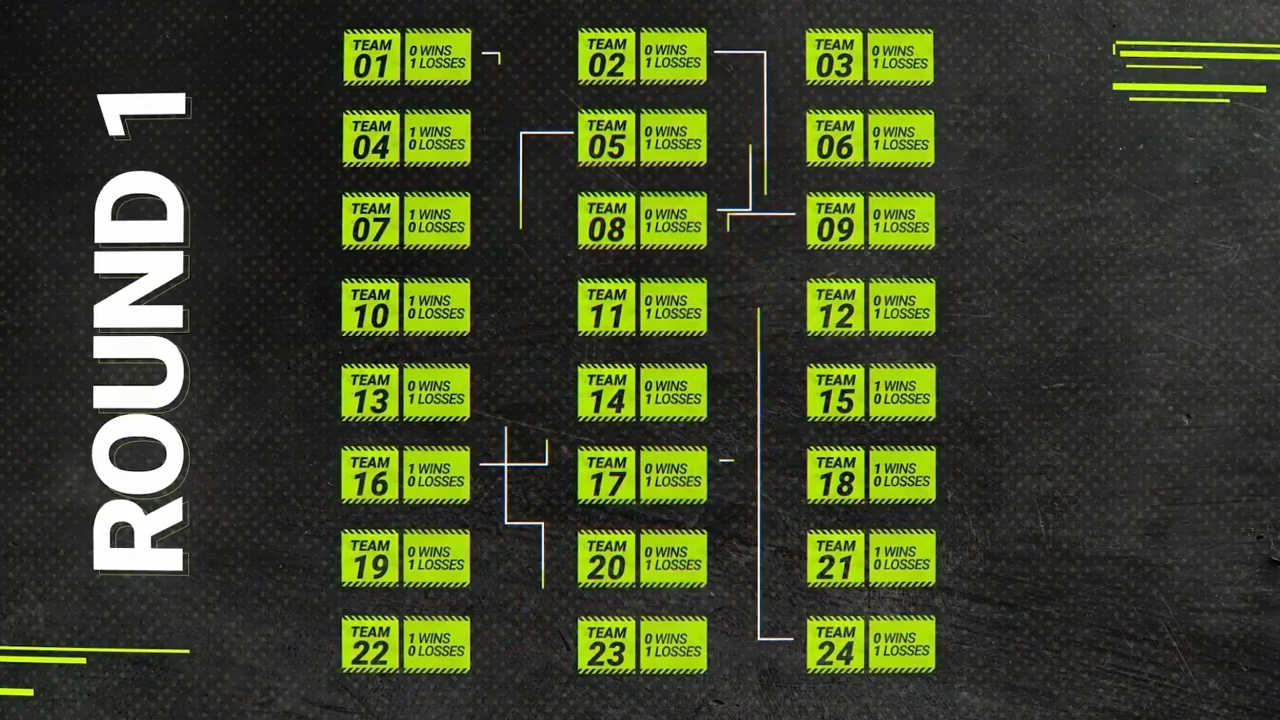 ROUND 1
TEAM 01
0 WINS
1 LOSSES
TEAM 02
0 WINS
1 LOSSES
TEAM 03
0 WINS
1 LOSSES
TEAM 04
1 WINS
0 LOSSES
TEAM 05
0 WINS
1 LOSSES
TEAM 06
0 WINS
1 LOSSES
TEAM 07
1 WINS
0 LOSSES
TEAM 08
0 WINS
1 LOSSES
TEAM 09
0 WINS
1 LOSSES
TEAM 10
1 WINS
0 LOSSES
TEAM 11
0 WINS
1 LOSSES
TEAM 12
0 WINS
1 LOSSES
TEAM 13
0 WINS
1 LOSSES
TEAM 14
0 WINS
1 LOSSES
TEAM 15
1 WINS
0 LOSSES
TEAM 16
1 WINS
0 LOSSES
TEAM 17
0 WINS
1 LOSSES
TEAM 18
1 WINS
0 LOSSES
TEAM 19
0 WINS
1 LOSSES
TEAM 20
0 WINS
1 LOSSES
TEAM 21
1 WINS
0 LOSSES
TEAM 22
1 WINS
0 LOSSES
TEAM 23
0 WINS
1 LOSSES
TEAM 24
0 WINS
1 LOSSES